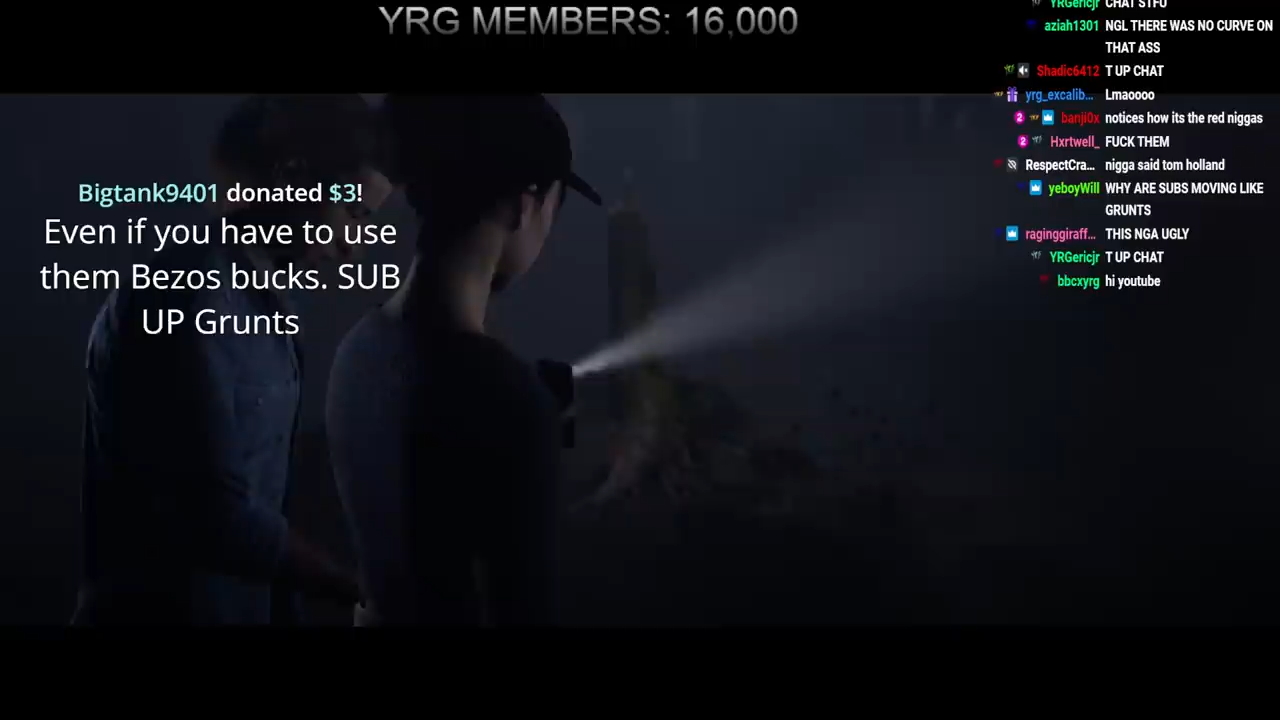 YRG MEMBERS: 16,000
Bigtank9401 donated $3!
Even if you have to use
them Bezos bucks. SUB
UP Grunts
YRGericjr CHAT STFU
aziah1301 NGL THERE WAS NO CURVE ON
THAT ASS
Shadic6412 T UP CHAT
yrg_excalib... Lmaoooo
2 banji0x notices how its the red niggas
2 Hxrtwell_ FUCK THEM
RespectCra... nigga said tom holland
yeboyWill WHY ARE SUBS MOVING LIKE
GRUNTS
raginggiraff... THIS NGA UGLY
YRGericjr T UP CHAT
bbcxyrg hi youtube